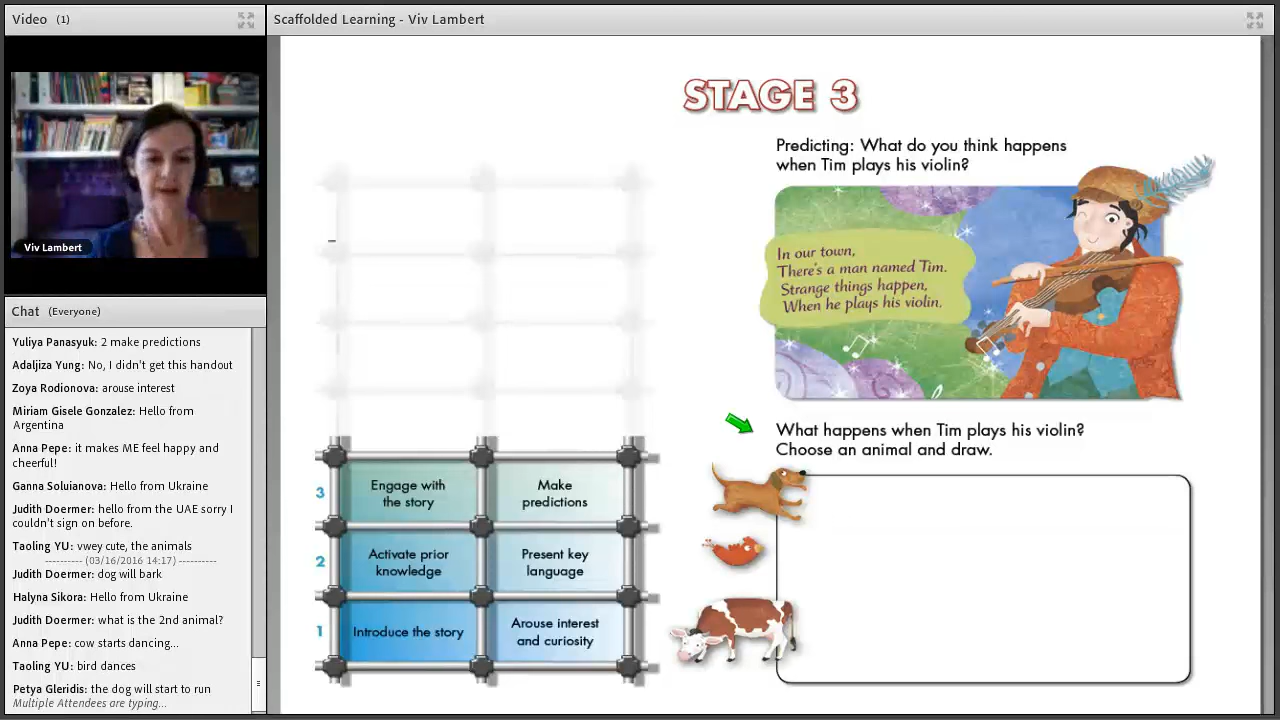 Video (1)
Scaffolded Learning - Viv Lambert
Viv Lambert
Chat (Everyone)
Yuliya Panasyuk: 2 make predictions
Adaljiza Yung: No, I didn't get this handout
Zoya Rodionova: arouse interest
Miriam Gisele Gonzalez: Hello from
Argentina
Anna Pepe: it makes ME feel happy and
cheerful!
Ganna Soluianova: Hello from Ukraine
Judith Doermer: hello from the UAE sorry I
couldn't sign on before.
Taoling YU: vwey cute, the animals
---------- (03/16/2016 14:17) ----------
Judith Doermer: dog will bark
Halyna Sikora: Hello from Ukraine
Judith Doermer: what is the 2nd animal?
Anna Pepe: cow starts dancing...
Taoling YU: bird dances
Petya Gleridis: the dog will start to run
Multiple Attendees are typing...
STAGE 3
3
Engage with
the story
Make
predictions
2
Activate prior
knowledge
Present key
language
1
Introduce the story
Arouse interest
and curiosity
Predicting: What do you think happens
when Tim plays his violin?
In our town,
There's a man named Tim.
Strange things happen,
When he plays his violin.
What happens when Tim plays his violin?
Choose an animal and draw.